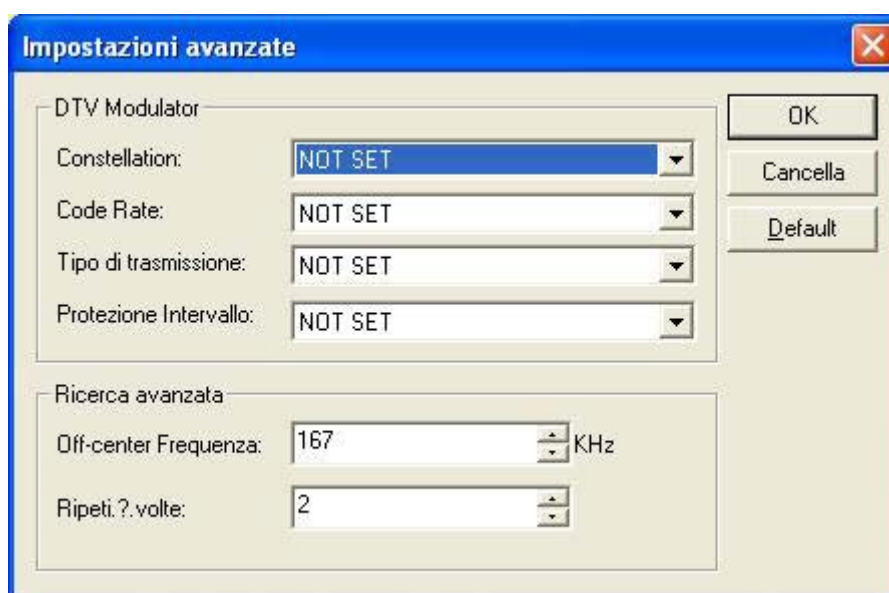 Impostazioni avanzate
DTV Modulator
Constellation: NOT SET
Code Rate: NOT SET
Tipo di trasmissione: NOT SET
Protezione Intervallo: NOT SET
OK
Cancella
Default
Ricerca avanzata
Off-center Frequenza: 167 KHz
Ripeti.?.volte: 2